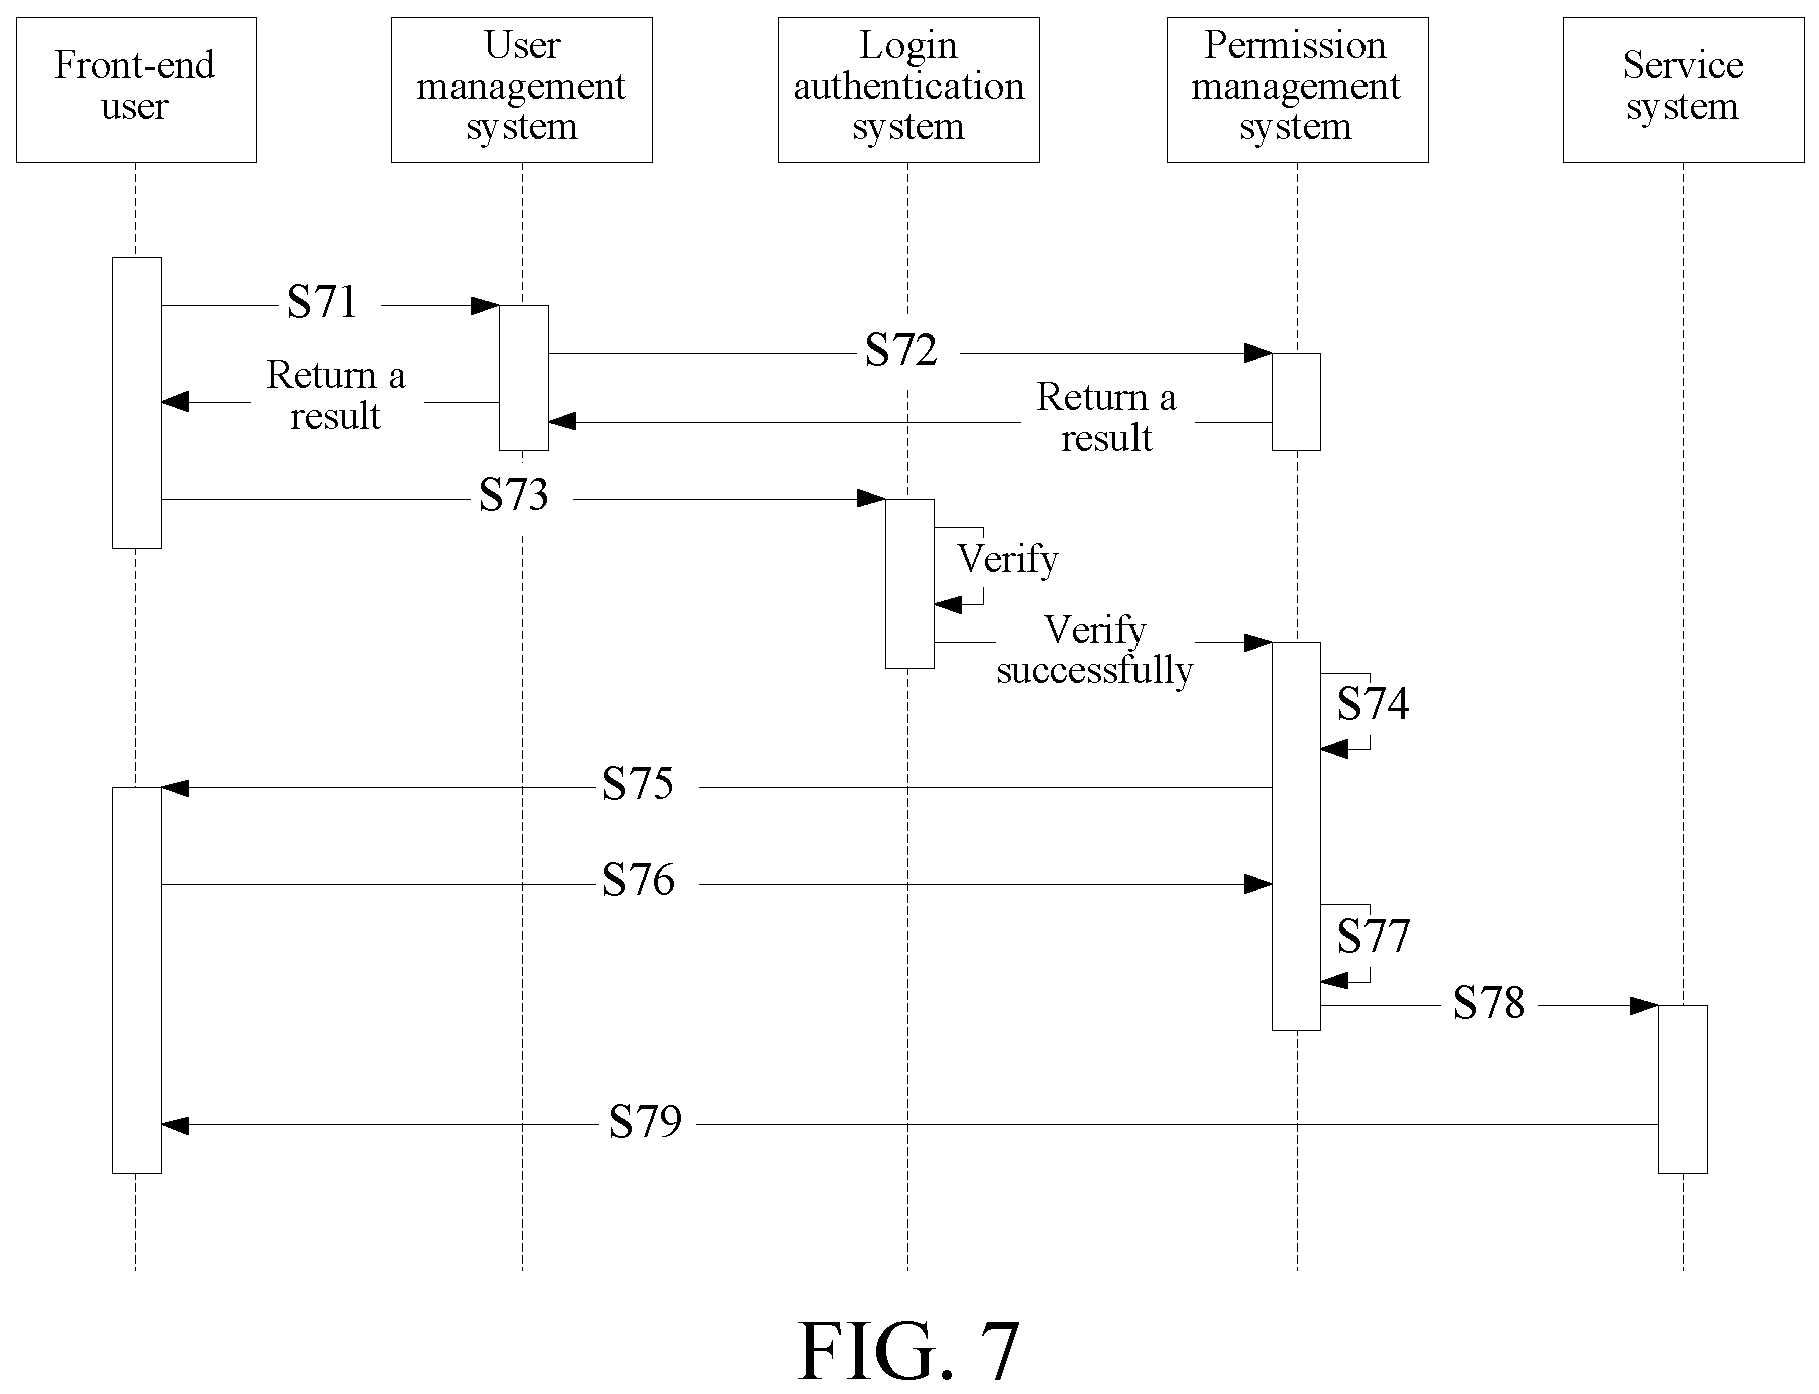 Front-end
user
User
management
system
Login
authentication
system
Permission
management
system
Service
system
S71
S72
Return a
result
Return a
result
S73
Verify
Verify
successfully
S74
S75
S76
S77
S78
S79
FIG. 7